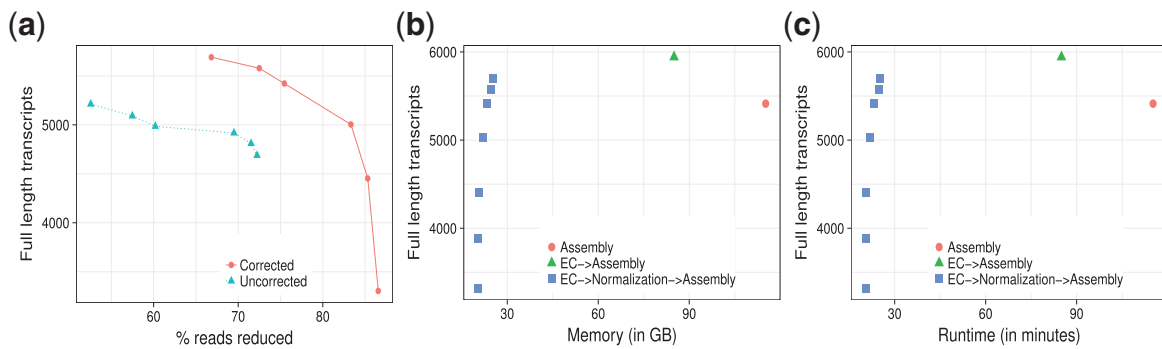 (a)
Full length transcripts
5000
4000
60
70
80
% reads reduced
Corrected
Uncorrected
(b)
Full length transcripts
6000
5000
4000
30
60
90
Memory (in GB)
Assembly
EC−>Assembly
EC−>Normalization−>Assembly
(c)
Full length transcripts
6000
5000
4000
30
60
90
Runtime (in minutes)
Assembly
EC−>Assembly
EC−>Normalization−>Assembly